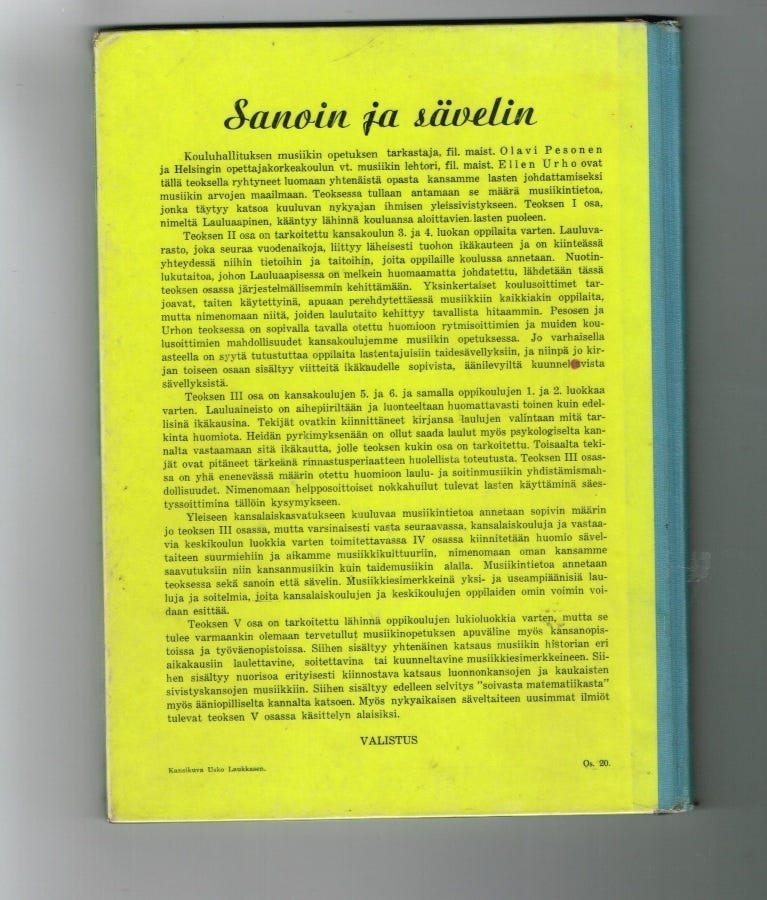 Sanoin ja sävelin
Kouluhallituksen musiikin opetuksen tarkastaja, fil. maist. Olavi Pesonen
ja Helsingin opettajakorkeakoulun vt. musiikin lehtori, fil. maist. Ellen Urho ovat
tällä teoksella ryhtyneet luomaan yhtenäistä opasta kansamme lasten johdattamiseksi
musiikin arvojen maailmaan. Teoksessa tullaan antamaan se määrä musiikintietoa,
jonka täytyy katsoa kuuluvan nykyajan ihmisen yleissivistykseen. Teoksen I osa,
nimeltä Lauluaapinen, kääntyy lähinnä kouluansa aloittavien lasten puoleen.
Teoksen II osa on tarkoitettu kansakoulun 3. ja 4. luokan oppilaita varten. Lauluva-
rasto, joka seuraa vuodenaikoja, liittyy läheisesti tuohon ikäkauteen ja on kiinteässä
yhteydessä niihin tietoihin ja taitoihin, joita oppilaille koulussa annetaan. Nuotin-
lukutaitoa, johon Lauluaapisessa on melkein huomaamatta johdatettu, lähdetään tässä
teoksen osassa järjestelmällisemmin kehittämään. Yksinkertaiset koulusoittimet tar-
joavat, taiten käytettyinä, apuaan perehdytettäessä musiikkiin kaikkiakin oppilaita,
mutta nimenomaan niitä, joiden laulutaito kehittyy tavallista hitaammin. Pesosen ja
Urhon teoksessa on sopivalla tavalla otettu huomioon rytmisoittimien ja muiden kou-
lusoittimien mahdollisuudet kansakoulujemme musiikin opetuksessa. Jo varhaisella
asteella on syytä tutustuttaa oppilaita lastentajuisiin taidesävellyksiin, ja niinpä jo kir-
jan toiseen osaan sisältyy viitteitä ikäkaudelle sopivista, äänilevyiltä kuunneltavista
sävellyksistä.
Teoksen III osa on kansakoulujen 5. ja 6. ja samalla oppikoulujen 1. ja 2. luokkaa
varten. Lauluaineisto on aihepiiriltään ja luonteeltaan huomattavasti toinen kuin edel-
lisinä ikäkausina. Tekijät ovatkin kiinnittäneet kirjansa laulujen valintaan mitä tar-
kinta huomiota. Heidän pyrkimyksenään on ollut saada laulut myös psykologiselta kan-
nalta vastaamaan sitä ikäkautta, jolle teoksen kukin osa on tarkoitettu. Toisaalta teki-
jät ovat pitäneet tärkeänä rinnastusperiaatteen huolellista toteutusta. Teoksen III osas-
sa on yhä enenevässä määrin otettu huomioon laulu- ja soitinmusiikin yhdistämismah-
dollisuudet. Nimenomaan helpposoittoiset nokkahuilut tulevat lasten käyttäminä säes-
tyssoittimina tällöin kysymykseen.
Yleiseen kansalaiskasvatukseen kuuluvaa musiikintietoa annetaan sopivin määrin
jo teoksen III osassa, mutta varsinaisesti vasta seuraavassa, kansalaiskouluja ja vastaa-
via keskikoulun luokkia varten toimitettavassa IV osassa kiinnitetään huomio sävel-
taiteen suurmiehiin ja aikamme musiikkikulttuuriin, nimenomaan oman kansamme
saavutuksiin niin kansanmusiikin kuin taidemusiikin alalla. Musiikintietoa annetaan
teoksessa sekä sanoin että sävelin. Musiikkiesimerkkeinä yksi- ja useampiäänisiä lau-
luja ja soitelmia, joita kansalaiskoulujen ja keskikoulujen oppilaiden omin voimin voi-
daan esittää.
Teoksen V osa on tarkoitettu lähinnä oppikoulujen lukioluokkia varten, mutta se
tulee varmaankin olemaan tervetullut musiikinopetuksen apuväline myös kansanopis-
toissa ja työväenopistoissa. Siihen sisältyy yhtenäinen katsaus musiikin historian eri
aikakausiin laulettavine, soitettavina tai kuunneltavine musiikkiesimerkkeineen. Sii-
hen sisältyy nuorisoa erityisesti kiinnostava katsaus luonnonkansojen ja kaukaisten
sivistyskansojen musiikkiin. Siihen sisältyy edelleen selvitys "soivasta matematiikasta"
myös ääniopilliselta kannalta katsoen. Myös nykyaikaisen säveltaiteen uusimmat ilmiöt
tulevat teoksen V osassa käsittelyn alaisiksi.
VALISTUS
Kansikuva Usko Laukkanen.
Os. 20.